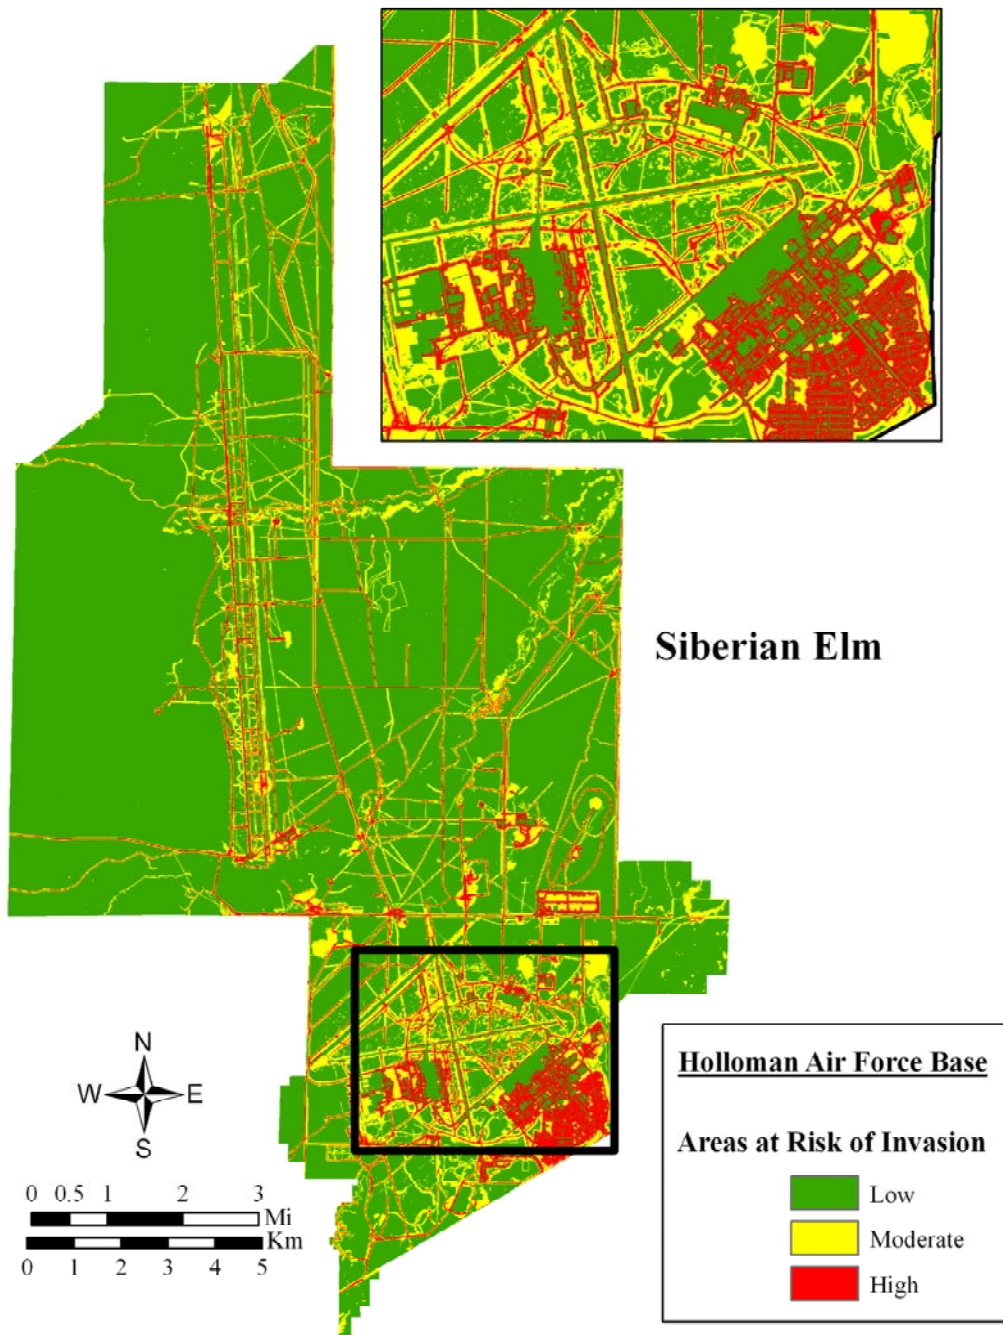 Siberian Elm
N
W E
S
0 0.5 1 2 3
Mi
Km
0 1 2 3 4 5
Holloman Air Force Base
Areas at Risk of Invasion
Low
Moderate
High